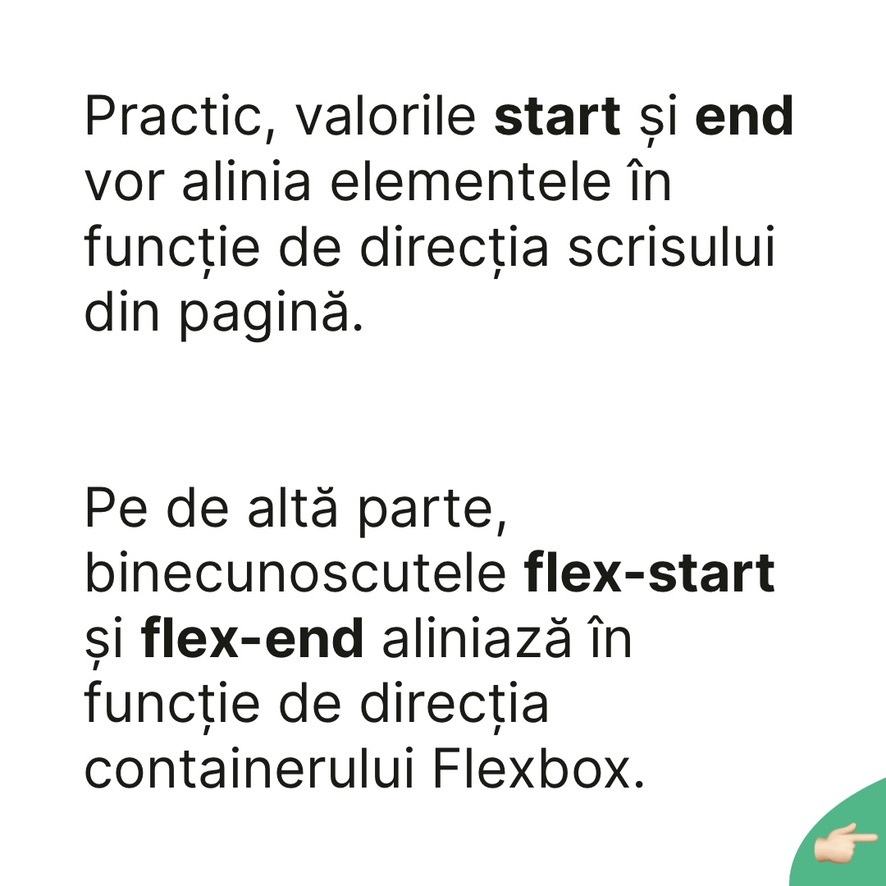 Practic, valorile start și end
vor alinia elementele în
funcție de direcția scrisului
din pagină.
Pe de altă parte,
binecunoscutele flex-start
și flex-end aliniază în
funcție de direcția
containerului Flexbox.